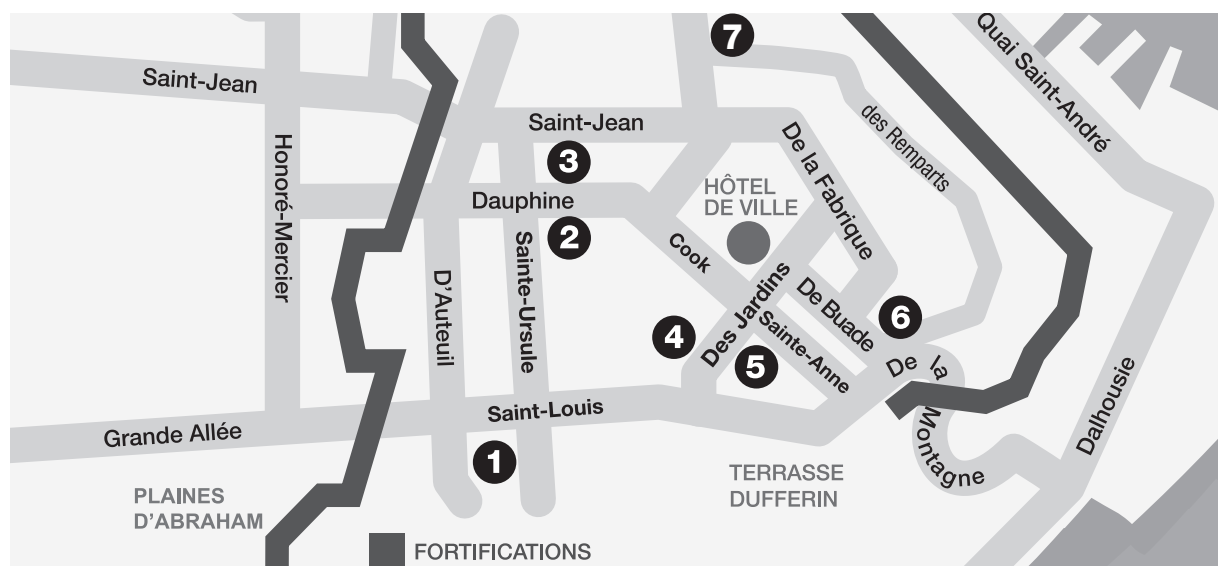 7
Quai Saint-André
Saint-Jean
Saint-Jean
des Remparts
De la Fabrique
Honoré-Mercier
3
HÔTEL
DE VILLE
Dauphine
2
Sainte-Ursule
Cook
D'Auteuil
Des Jardins
De Buade
6
4
5
Sainte-Anne
De la Montagne
Dalhousie
Saint-Louis
Grande Allée
1
TERRASSE
DUFFERIN
PLAINES
D'ABRAHAM
FORTIFICATIONS